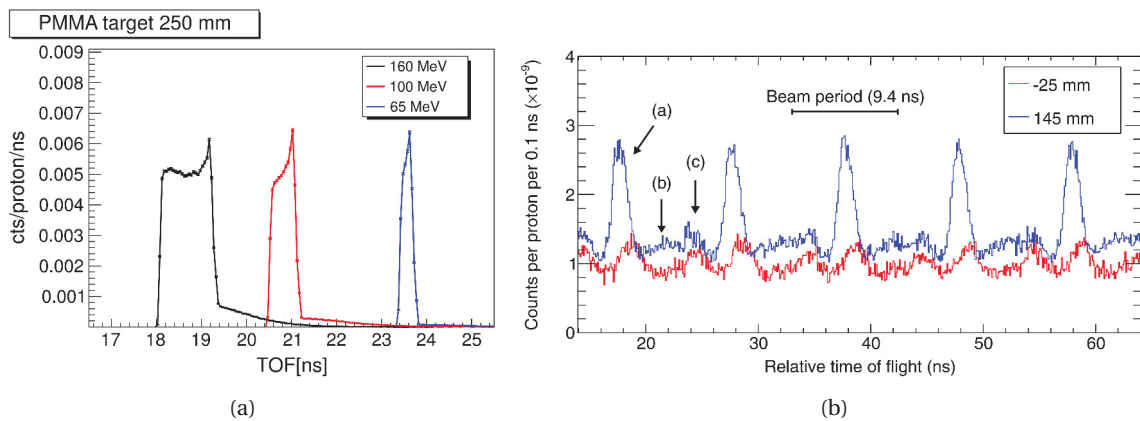 PMMA target 250 mm
cts/proton/ns
0.009
0.008
0.007
0.006
0.005
0.004
0.003
0.002
0.001
160 MeV
100 MeV
65 MeV
17 18 19 20 21 22 23 24 25
TOF[ns]
(a)
Counts per proton per 0.1 ns (×10⁻⁹)
4
3
2
1
0
-25 mm
145 mm
Beam period (9.4 ns)
(a)
(b)
(c)
20 30 40 50 60
Relative time of flight (ns)
(b)